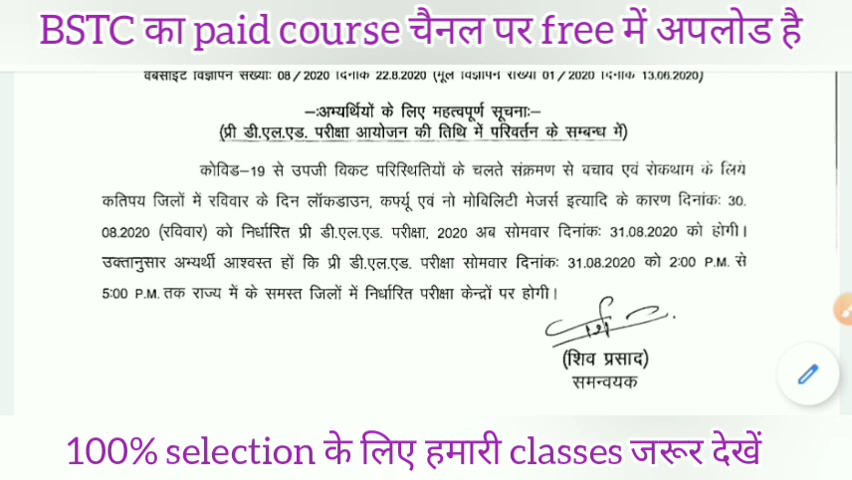 BSTC का paid course चैनल पर free में अपलोड है
वेबसाइट विज्ञापन संख्या: 08/2020 दिनांक 22.8.2020 (मूल विज्ञापन संख्या 01/2020 दिनांक 13.06.2020)
–:अभ्यर्थियों के लिए महत्वपूर्ण सूचना:–
(प्री डी.एल.एड. परीक्षा आयोजन की तिथि में परिवर्तन के सम्बन्ध में)
कोविड–19 से उपजी विकट परिस्थितियों के चलते संक्रमण से बचाव एवं रोकथाम के लिये
कतिपय जिलों में रविवार के दिन लॉकडाउन, कर्फ्यू एवं नो मोबिलिटी मेजर्स इत्यादि के कारण दिनांकः 30.
08.2020 (रविवार) को निर्धारित प्री डी.एल.एड. परीक्षा, 2020 अब सोमवार दिनांकः 31.08.2020 को होगी।
उक्तानुसार अभ्यर्थी आश्वस्त हों कि प्री डी.एल.एड. परीक्षा सोमवार दिनांकः 31.08.2020 को 2:00 P.M. से
5:00 P.M. तक राज्य में के समस्त जिलों में निर्धारित परीक्षा केन्द्रों पर होगी।
(शिव प्रसाद)
समन्वयक
100% selection के लिए हमारी classes जरूर देखें